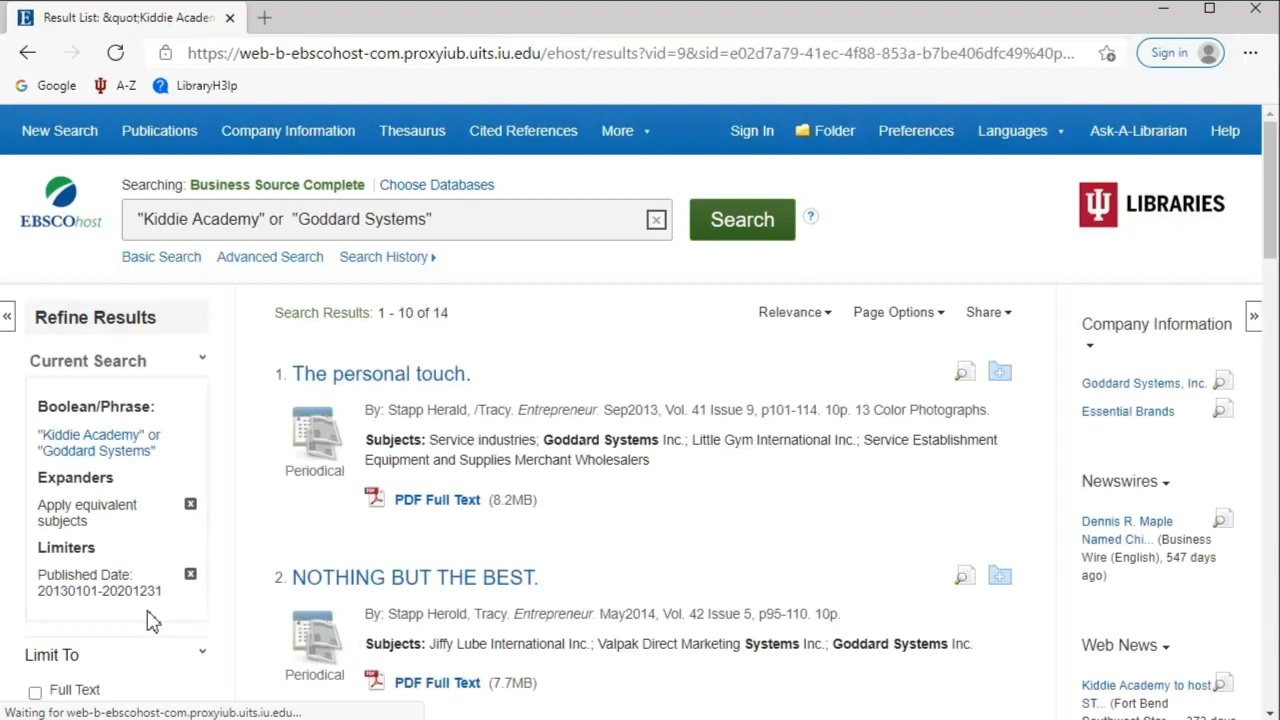 Result List: &quot;Kiddie Academ
https://web-b-ebscohost-com.proxyiub.uits.iu.edu/ehost/results?vid=9&sid=e02d7a79-41ec-4f88-853a-b7be406dfc49%40p...
Sign in
Google
A-Z
LibraryH3lp
New Search
Publications
Company Information
Thesaurus
Cited References
More
Sign In
Folder
Preferences
Languages
Ask-A-Librarian
Help
EBSCOhost
Searching: Business Source Complete
Choose Databases
"Kiddie Academy" or "Goddard Systems"
Search
?
Basic Search
Advanced Search
Search History
LIBRARIES
Refine Results
Current Search
Boolean/Phrase:
"Kiddie Academy" or
"Goddard Systems"
Expanders
Apply equivalent
subjects
Limiters
Published Date:
20130101-20201231
Limit To
Full Text
Search Results: 1 - 10 of 14
Relevance
Page Options
Share
1. The personal touch.
By: Stapp Herald, /Tracy. Entrepreneur. Sep2013, Vol. 41 Issue 9, p101-114. 10p. 13 Color Photographs.
Subjects: Service industries; Goddard Systems Inc.; Little Gym International Inc.; Service Establishment
Equipment and Supplies Merchant Wholesalers
Periodical
PDF Full Text (8.2MB)
2. NOTHING BUT THE BEST.
By: Stapp Herold, Tracy. Entrepreneur. May2014, Vol. 42 Issue 5, p95-110. 10p.
Subjects: Jiffy Lube International Inc.; Valpak Direct Marketing Systems Inc.; Goddard Systems Inc.
Periodical
PDF Full Text (7.7MB)
Company Information
Goddard Systems, Inc.
Essential Brands
Newswires
Dennis R. Maple
Named Chi... (Business
Wire (English), 547 days
ago)
Web News
Kiddie Academy to host
ST... (Fort Bend
Waiting for web-b-ebscohost-com.proxyiub.uits.iu.edu...